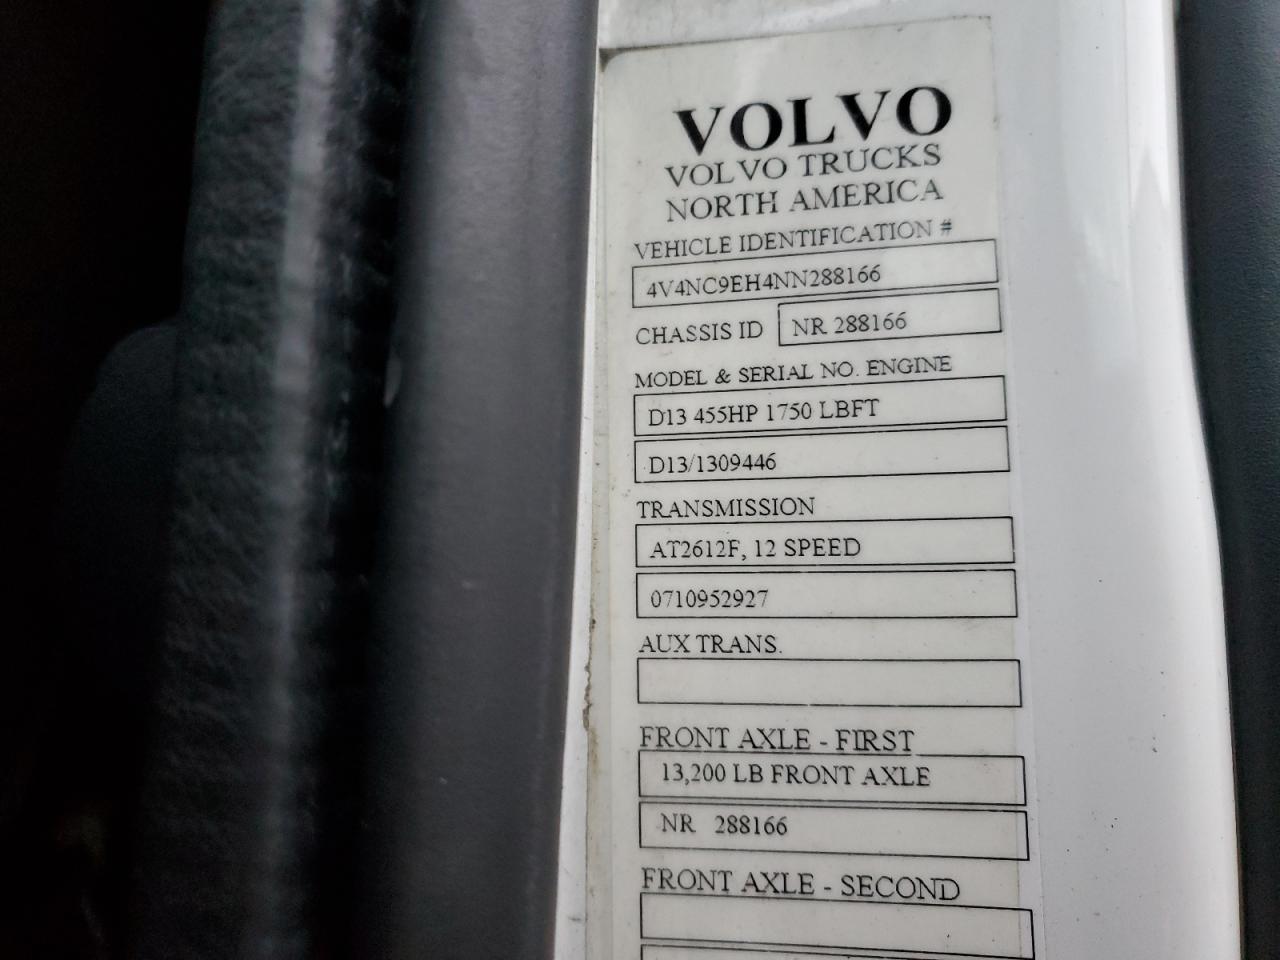 VOLVO
VOLVO TRUCKS
NORTH AMERICA
VEHICLE IDENTIFICATION #
4V4NC9EH4NN288166
CHASSIS ID NR 288166
MODEL & SERIAL NO. ENGINE
D13 455HP 1750 LBFT
D13/1309446
TRANSMISSION
AT2612F, 12 SPEED
0710952927
AUX TRANS.
FRONT AXLE - FIRST
13,200 LB FRONT AXLE
NR 288166
FRONT AXLE - SECOND